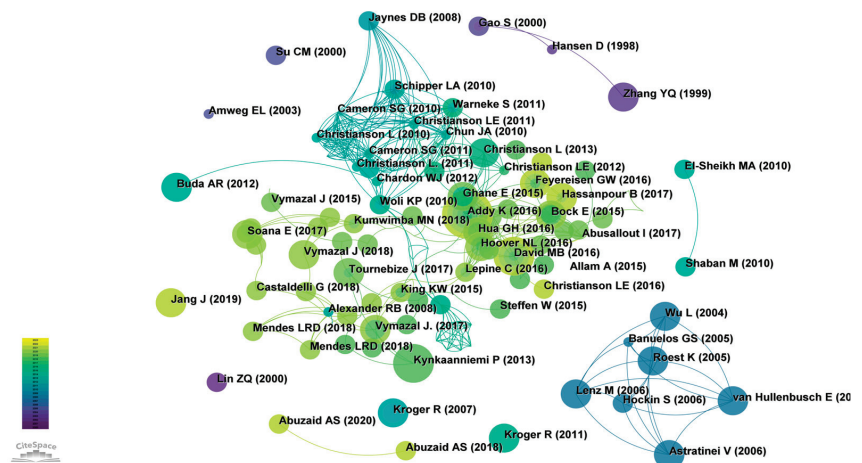 Jaynes DB (2008)
Gao S (2000)
Hansen D (1998)
Su CM (2000)
Zhang YQ (1999)
Schipper LA (2010)
Amweg EL (2003)
Cameron SG (2010)
Warneke S (2011)
Christianson LE (2011)
Christianson L (2010)
Chun JA (2010)
Cameron SG (2011)
Christianson L (2013)
Christianson L. (2011)
Christianson LE (2012)
El-Sheikh MA (2010)
Chardon WJ (2012)
Feyereisen GW (2016)
Buda AR (2012)
Ghane E (2015)
Hassanpour B (2017)
Vymazal J (2015)
Woli KP (2010)
Addy K (2016)
Bock E (2015)
Kumwimba MN (2018)
Soana E (2017)
Hua GH (2016)
Abusallout I (2017)
Hoover NL (2016)
Vymazal J (2018)
David MB (2016)
Tournebize J (2017)
Lepine C (2016)
Allam A (2015)
Shaban M (2010)
Castaldelli G (2018)
King KW (2015)
Christianson LE (2016)
Jang J (2019)
Alexander RB (2008)
Steffen W (2015)
Wu L (2004)
Mendes LRD (2018)
Vymazal J. (2017)
Banuelos GS (2005)
Mendes LRD (2018)
Roest K (2005)
Kynkaanniemi P (2013)
Lin ZQ (2000)
Lenz M (2006)
van Hullenbusch E (20
Hockin S (2006)
Kroger R (2007)
Abuzaid AS (2020)
Kroger R (2011)
Abuzaid AS (2018)
Astratinei V (2006)
CiteSpace